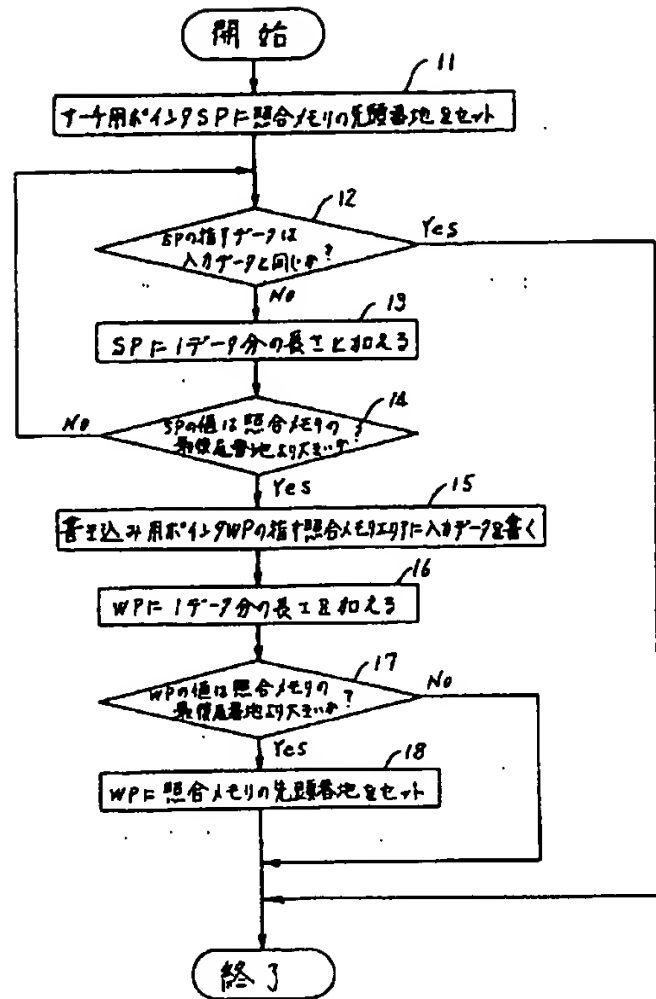 開始
11
サーチ用ポインタSPに照合メモリの先頭番地をセット
12
SPの指すデータは
入力データと同じか?
Yes
No
13
SPに1データ分の長さを加える
14
SPの値は照合メモリの
最後尾番地より大きいか?
No
Yes
15
書き込み用ポインタWPの指す照合メモリエリアに入力データを書く
16
WPに1データ分の長さを加える
17
WPの値は照合メモリの
最後尾番地より大きいか?
No
Yes
18
WPに照合メモリの先頭番地をセット
終了